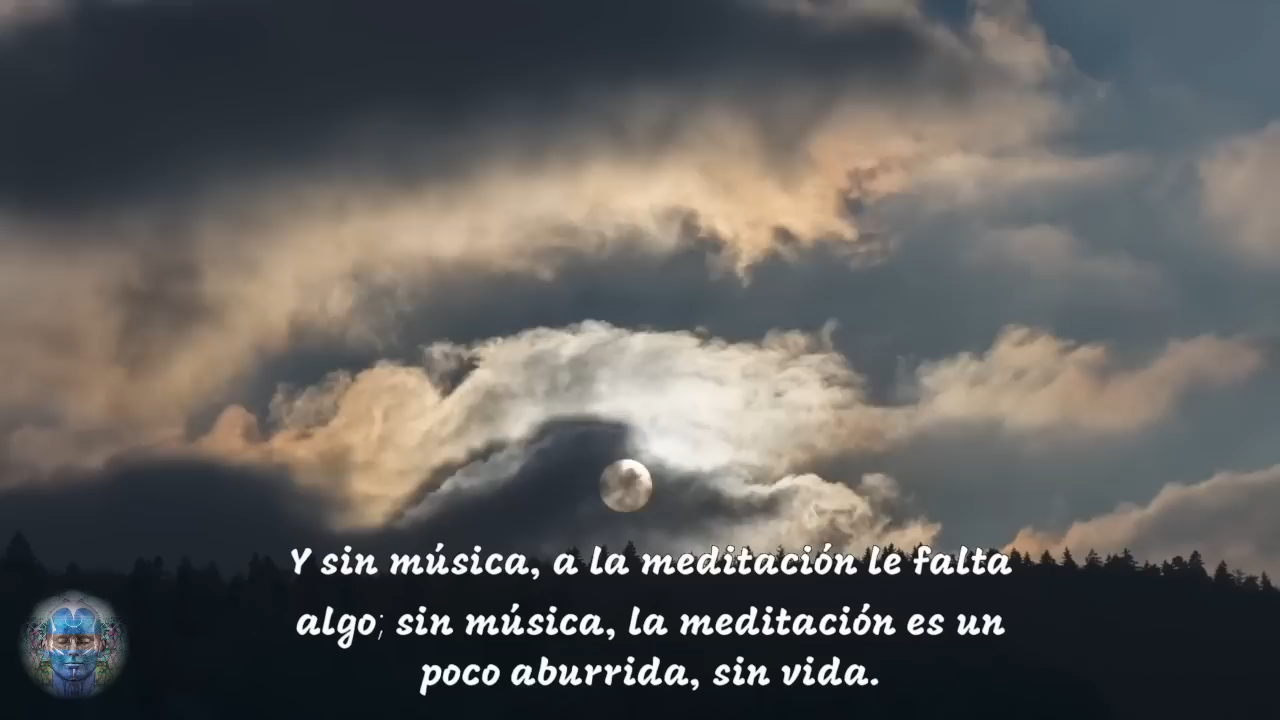 Y sin música, a la meditación le falta
algo; sin música, la meditación es un
poco aburrida, sin vida.